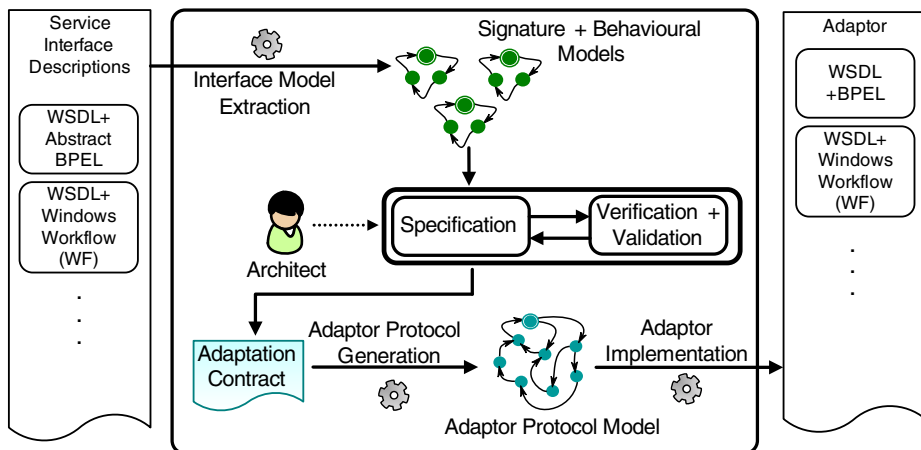 Service
Interface
Descriptions
WSDL+
Abstract
BPEL
WSDL+
Windows
Workflow
(WF)
.
.
.
Interface Model
Extraction
Signature + Behavioural
Models
Architect
Specification
Verification +
Validation
Adaptation
Contract
Adaptor Protocol
Generation
Adaptor Protocol Model
Adaptor
Implementation
Adaptor
WSDL
+BPEL
WSDL+
Windows
Workflow
(WF)
.
.
.